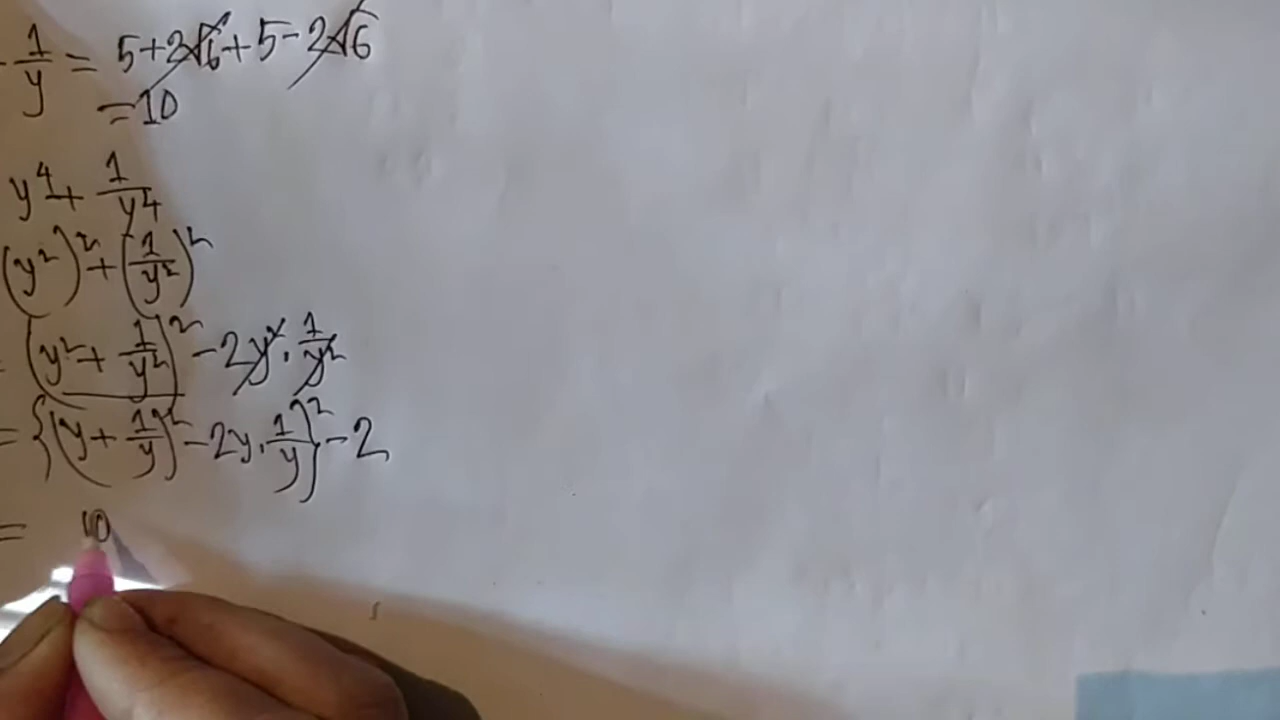 1/y = 5+2√6+5-2√6
=10
y⁴+ 1/y⁴
(y²)²+(1/y²)²
(y²+ 1/y²)² -2y². 1/y²
= {(y+ 1/y)² -2y. 1/y}² -2
= 10